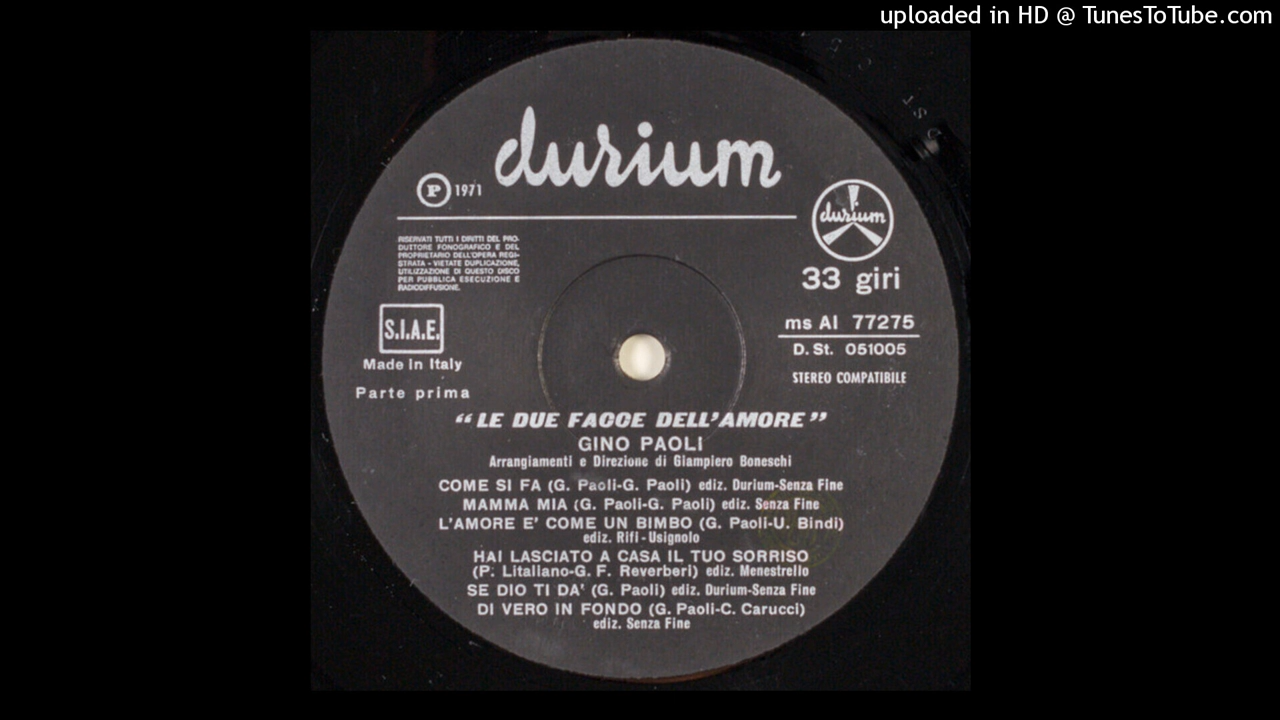 uploaded in HD @ TunesToTube.com
durium
P 1971
durium
RISERVATI TUTTI I DIRITTI DEL PRO-
DUTTORE FONOGRAFICO E DEL
PROPRIETARIO DELL'OPERA REGI-
STRATA - VIETATE DUPLICAZIONE,
UTILIZZAZIONE DI QUESTO DISCO
PER PUBBLICA ESECUZIONE E
RADIODIFFUSIONE.
33 giri
S.I.A.E.
ms AI 77275
D. St. 051005
Made in Italy
STEREO COMPATIBILE
Parte prima
"LE DUE FACCE DELL'AMORE"
GINO PAOLI
Arrangiamenti e Direzione di Giampiero Boneschi
COME SI FA (G. Paoli-G. Paoli) ediz. Durium-Senza Fine
MAMMA MIA (G. Paoli-G. Paoli) ediz. Senza Fine
L'AMORE E' COME UN BIMBO (G. Paoli-U. Bindi)
ediz. Rifi-Usignolo
HAI LASCIATO A CASA IL TUO SORRISO
(P. Litaliano-G. F. Reverberi) ediz. Menestrello
SE DIO TI DA' (G. Paoli) ediz. Durium-Senza Fine
DI VERO IN FONDO (G. Paoli-C. Carucci)
ediz. Senza Fine